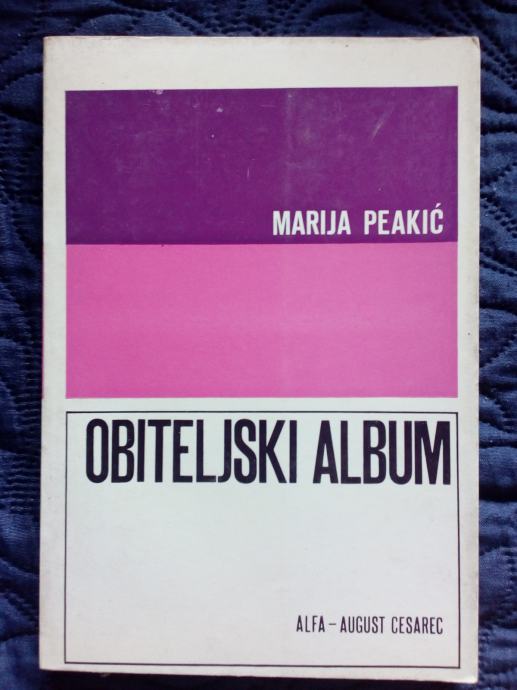 MARIJA PEAKIĆ
OBITELJSKI ALBUM
ALFA – AUGUST CESAREC